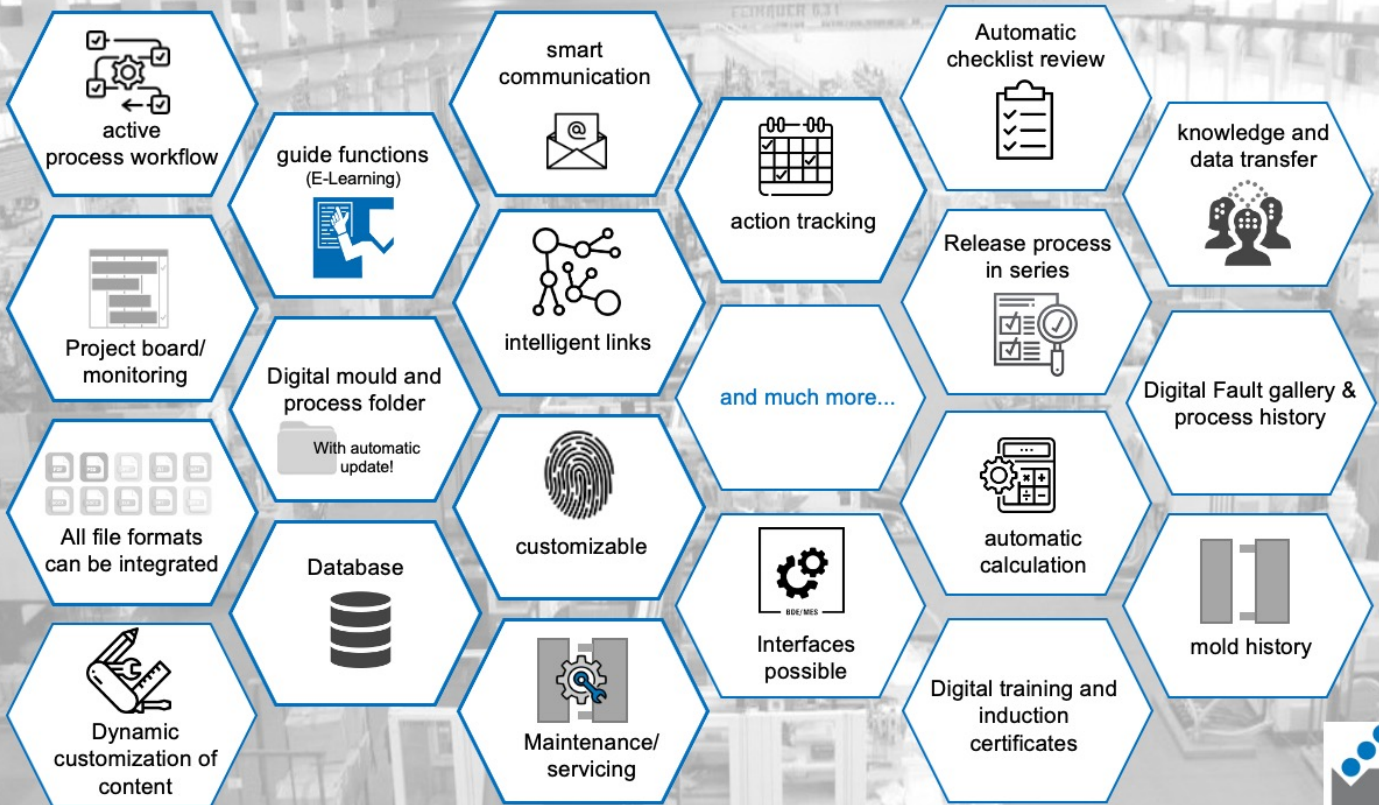 active
process workflow
Project board/
monitoring
All file formats
can be integrated
Dynamic
customization of
content
guide functions
(E-Learning)
Digital mould and
process folder
With automatic
update!
Database
smart
communication
@
intelligent links
customizable
Maintenance/
servicing
action tracking
and much more...
BDE/MES
Interfaces
possible
Automatic
checklist review
Release process
in series
automatic
calculation
Digital training and
induction
certificates
knowledge and
data transfer
Digital Fault gallery &
process history
mold history